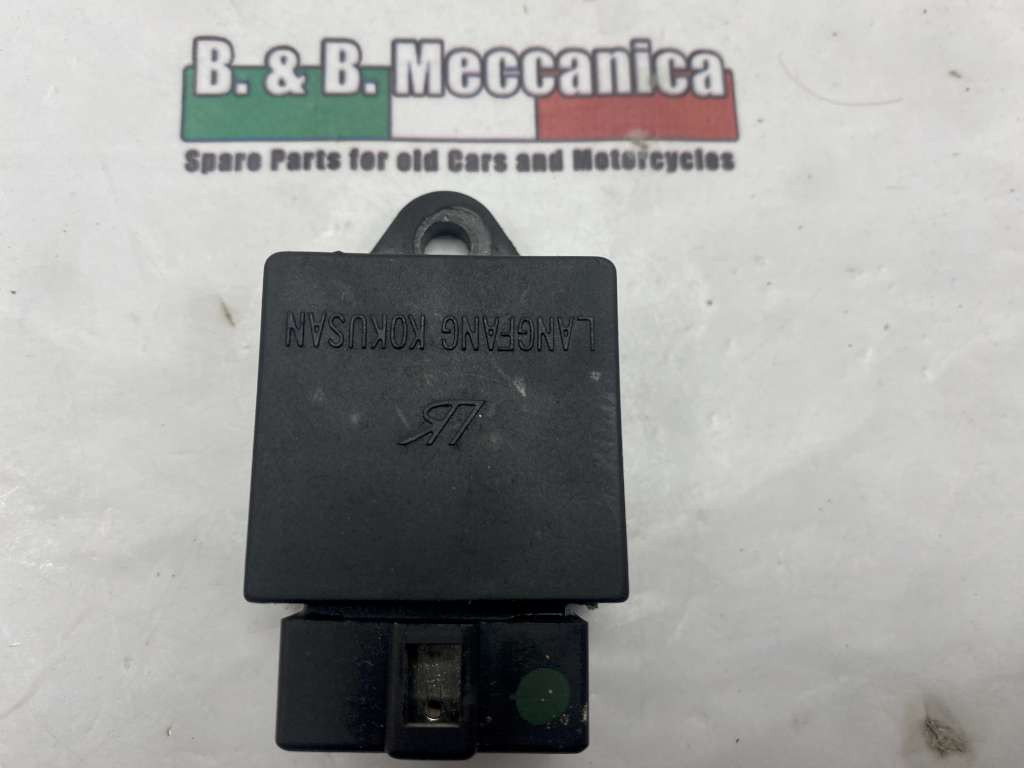 B. & B. Meccanica
Spare Parts for old Cars and Motorcycles
LANGFANG KOKUSAN
LK